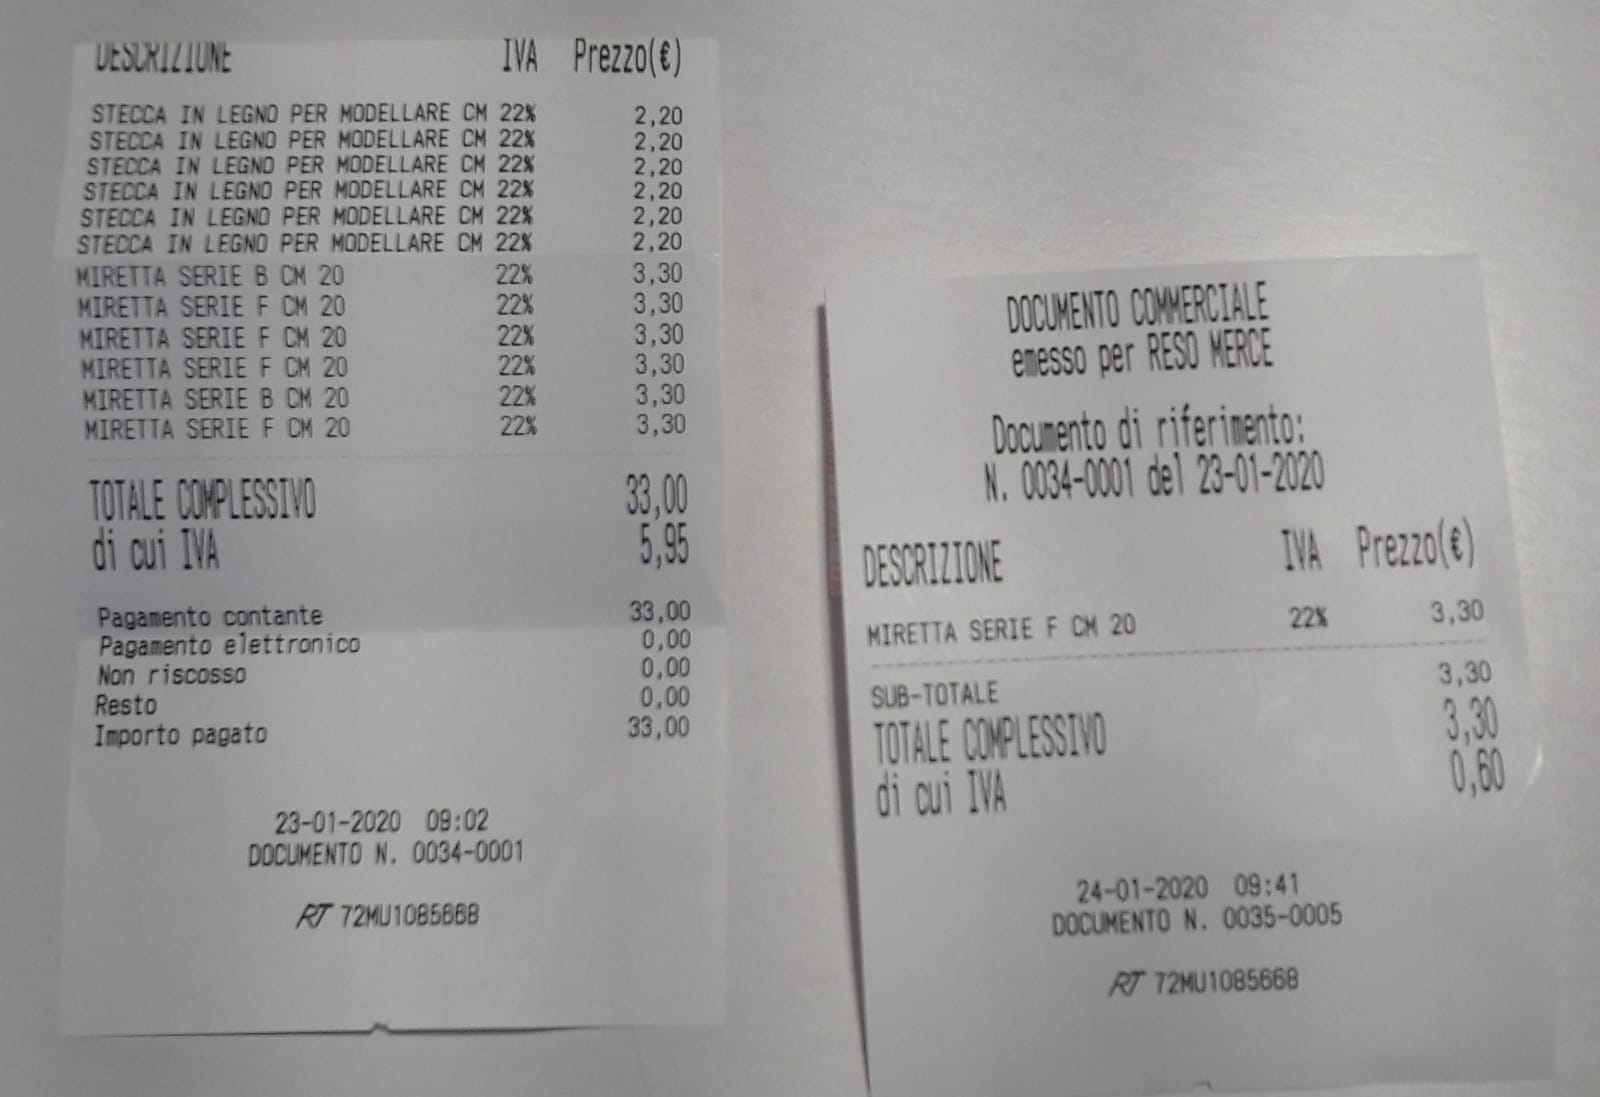 DESCRIZIONE IVA Prezzo(€)
STECCA IN LEGNO PER MODELLARE CM 22% 2,20
STECCA IN LEGNO PER MODELLARE CM 22% 2,20
STECCA IN LEGNO PER MODELLARE CM 22% 2,20
STECCA IN LEGNO PER MODELLARE CM 22% 2,20
STECCA IN LEGNO PER MODELLARE CM 22% 2,20
STECCA IN LEGNO PER MODELLARE CM 22% 2,20
MIRETTA SERIE B CM 20 22% 3,30
MIRETTA SERIE F CM 20 22% 3,30
MIRETTA SERIE F CM 20 22% 3,30
MIRETTA SERIE F CM 20 22% 3,30
MIRETTA SERIE B CM 20 22% 3,30
MIRETTA SERIE F CM 20 22% 3,30
TOTALE COMPLESSIVO 33,00
di cui IVA 5,95
Pagamento contante 33,00
Pagamento elettronico 0,00
Non riscosso 0,00
Resto 0,00
Importo pagato 33,00
23-01-2020 09:02
DOCUMENTO N. 0034-0001
RT 72MU1085668
DOCUMENTO COMMERCIALE
emesso per RESO MERCE
Documento di riferimento:
N. 0034-0001 del 23-01-2020
DESCRIZIONE IVA Prezzo(€)
MIRETTA SERIE F CM 20 22% 3,30
SUB-TOTALE 3,30
TOTALE COMPLESSIVO 3,30
di cui IVA 0,60
24-01-2020 09:41
DOCUMENTO N. 0035-0005
RT 72MU1085668